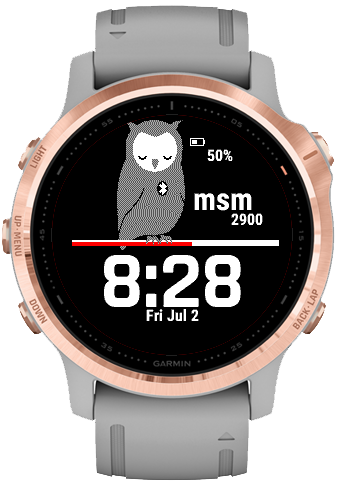 LIGHT
50%
msm
2900
UP·MENU
8:28
Fri Jul 2
DOWN
BACK·LAP
GARMIN